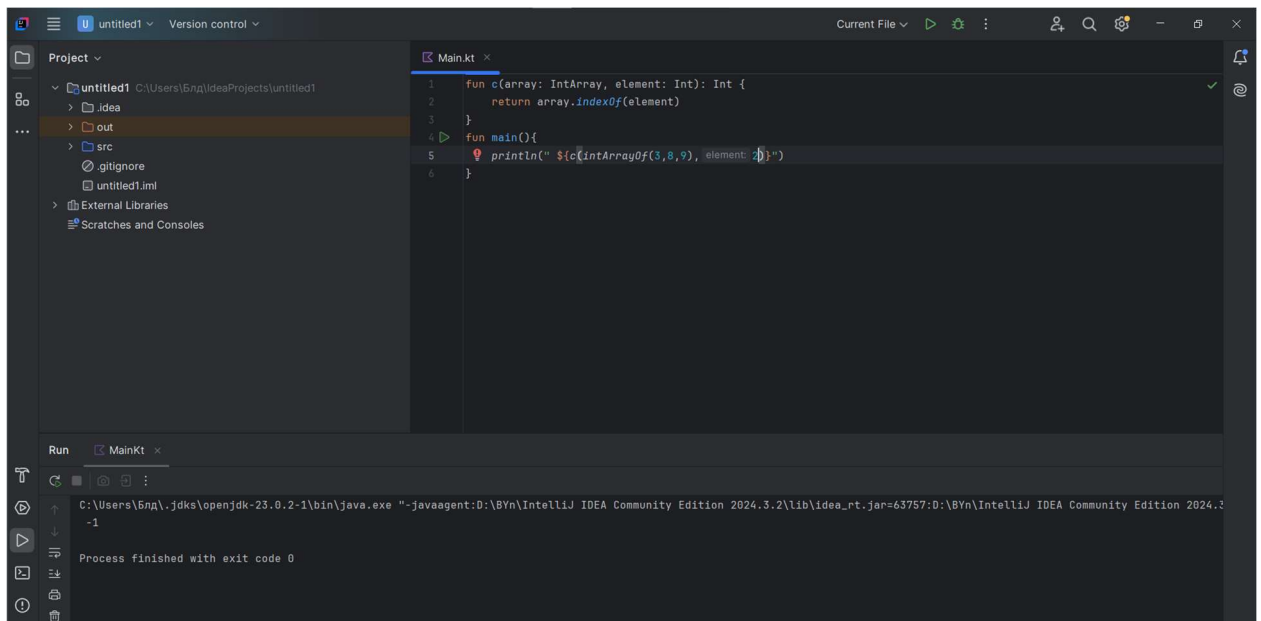 U untitled1 Version control Current File
Project
Main.kt
untitled1 C:\Users\Блд\IdeaProjects\untitled1
.idea
out
src
.gitignore
untitled1.iml
External Libraries
Scratches and Consoles
1 fun c(array: IntArray, element: Int): Int {
2 return array.indexOf(element)
3 }
4 fun main(){
5 println(" ${c(intArrayOf(3,8,9), element: 2)}")
6 }
Run MainKt
C:\Users\Блд\.jdks\openjdk-23.0.2-1\bin\java.exe "-javaagent:D:\BYn\IntelliJ IDEA Community Edition 2024.3.2\lib\idea_rt.jar=63757:D:\BYn\IntelliJ IDEA Community Edition 2024.3
-1
Process finished with exit code 0